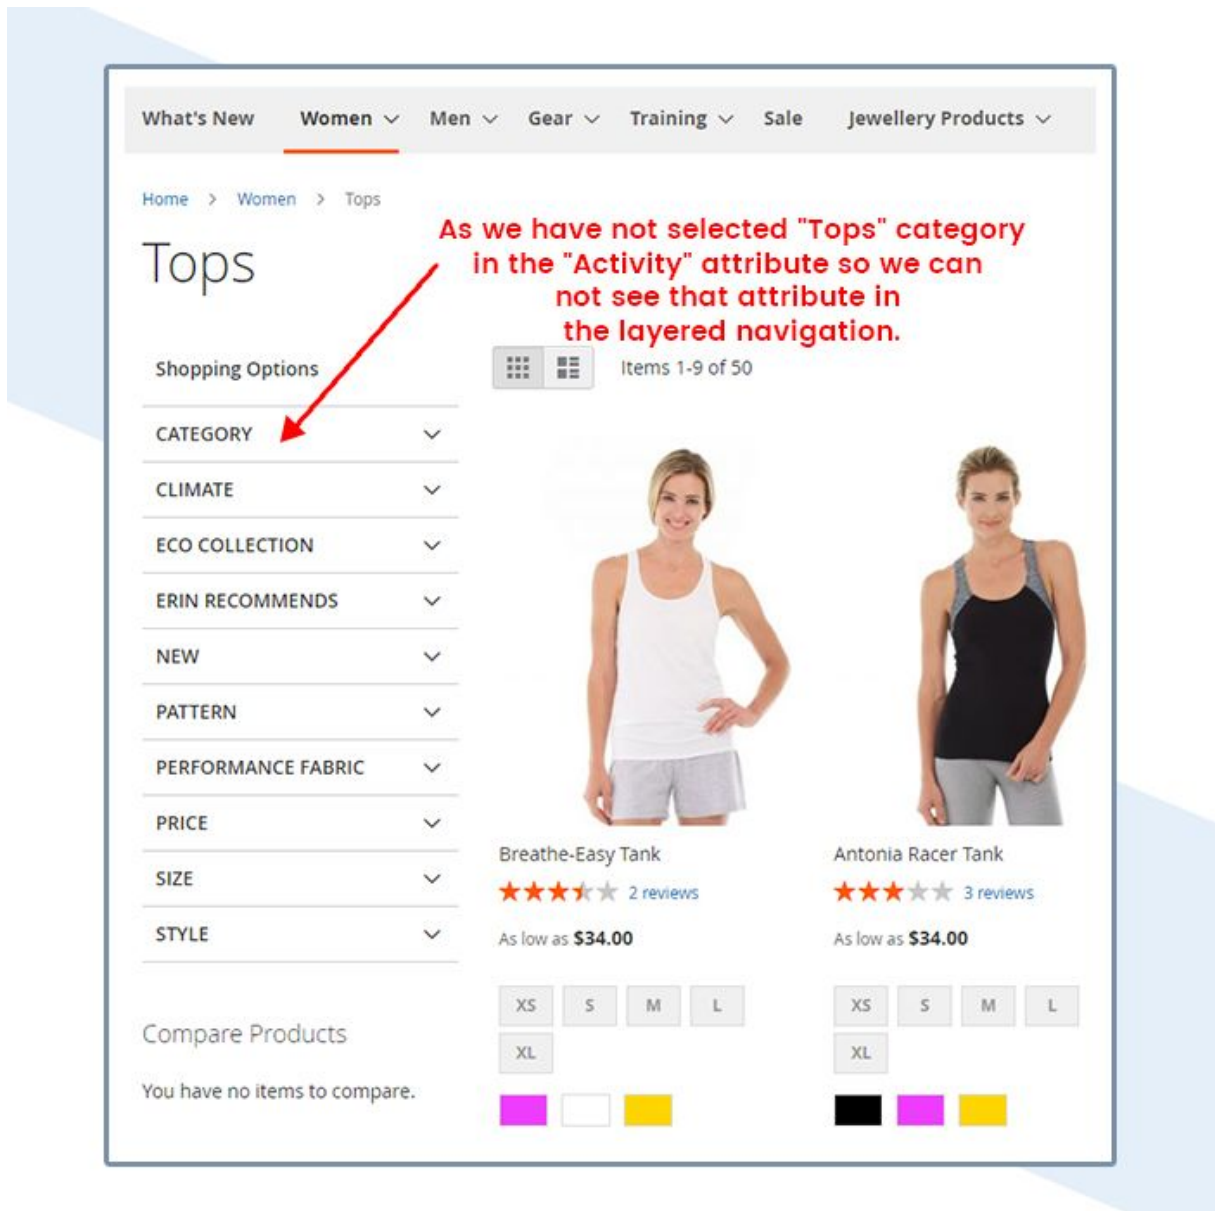 What's New Women Men Gear Training Sale Jewellery Products
Home > Women > Tops
As we have not selected "Tops" category
in the "Activity" attribute so we can
not see that attribute in
the layered navigation.
Tops
Shopping Options
Items 1-9 of 50
CATEGORY
CLIMATE
ECO COLLECTION
ERIN RECOMMENDS
NEW
PATTERN
PERFORMANCE FABRIC
PRICE
SIZE
STYLE
Compare Products
You have no items to compare.
Breathe-Easy Tank
2 reviews
As low as $34.00
XS S M L
XL
Antonia Racer Tank
3 reviews
As low as $34.00
XS S M L
XL